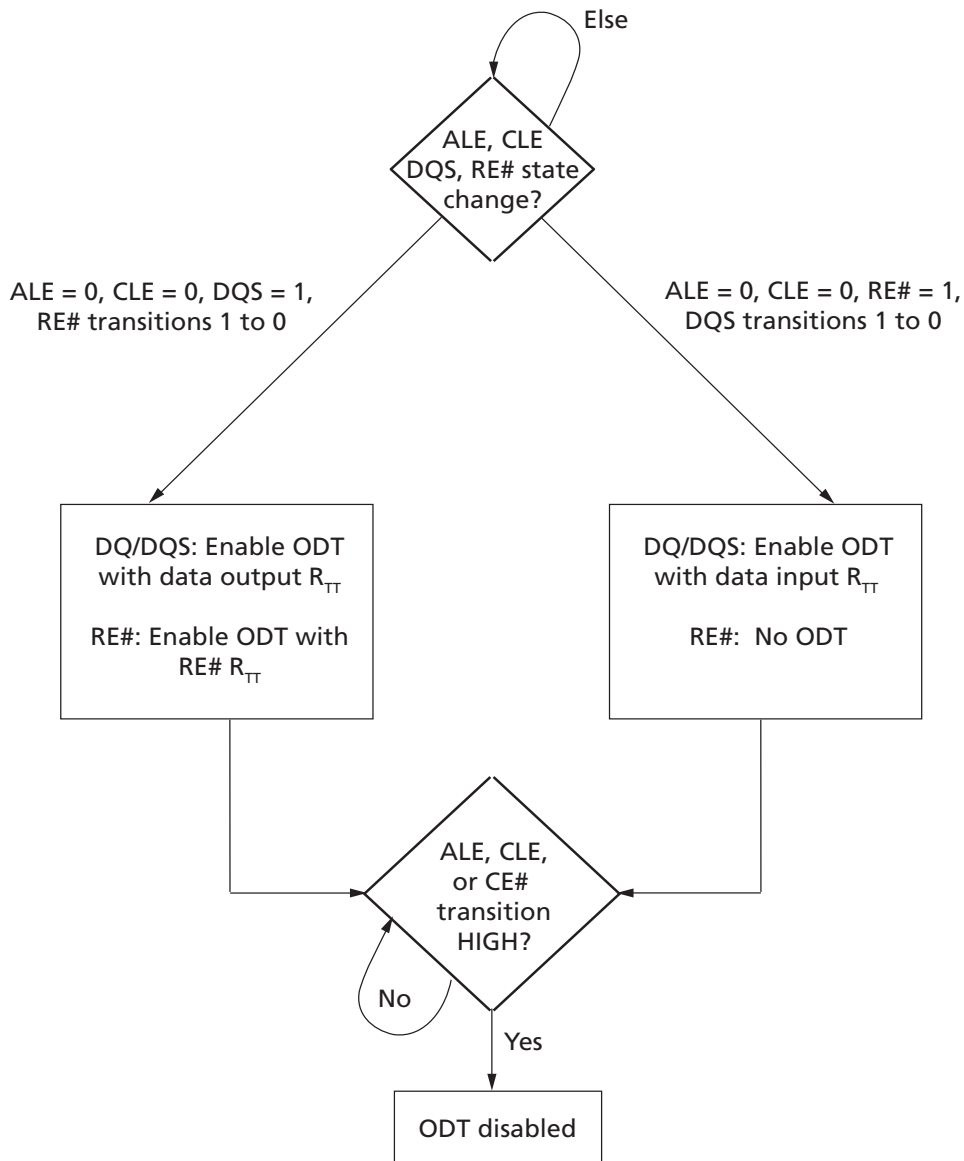 Else
ALE, CLE
DQS, RE# state
change?
ALE = 0, CLE = 0, DQS = 1,
RE# transitions 1 to 0
ALE = 0, CLE = 0, RE# = 1,
DQS transitions 1 to 0
DQ/DQS: Enable ODT
with data output RTT
RE#: Enable ODT with
RE# RTT
DQ/DQS: Enable ODT
with data input RTT
RE#: No ODT
ALE, CLE,
or CE#
transition
HIGH?
No
Yes
ODT disabled